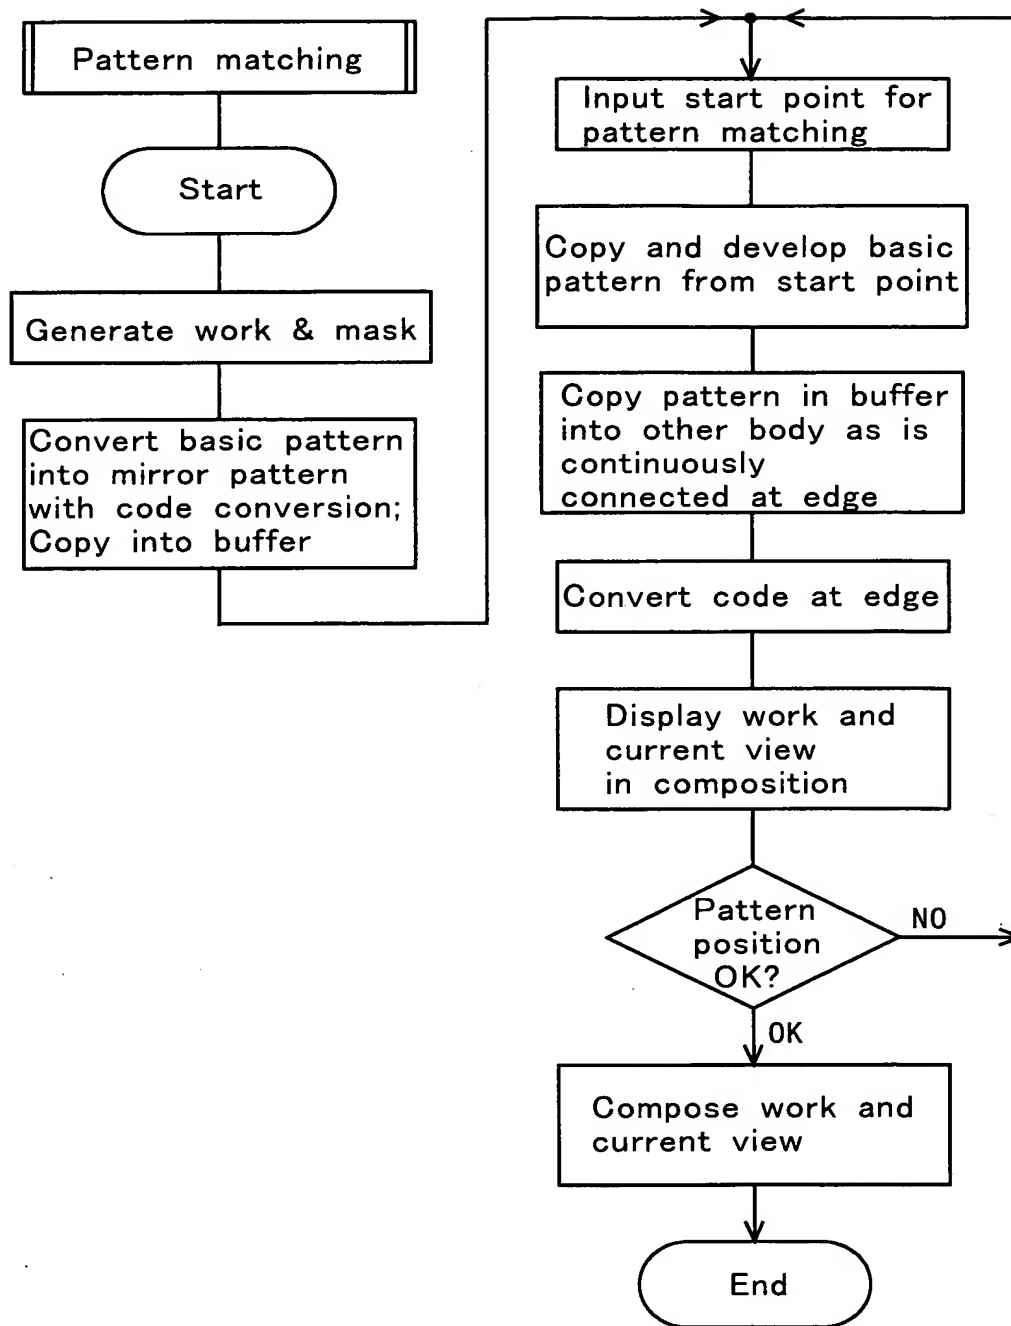 Pattern matching
Start
Generate work & mask
Convert basic pattern
into mirror pattern
with code conversion;
Copy into buffer
Input start point for
pattern matching
Copy and develop basic
pattern from start point
Copy pattern in buffer
into other body as is
continuously
connected at edge
Convert code at edge
Display work and
current view
in composition
Pattern
position
OK?
NO
OK
Compose work and
current view
End